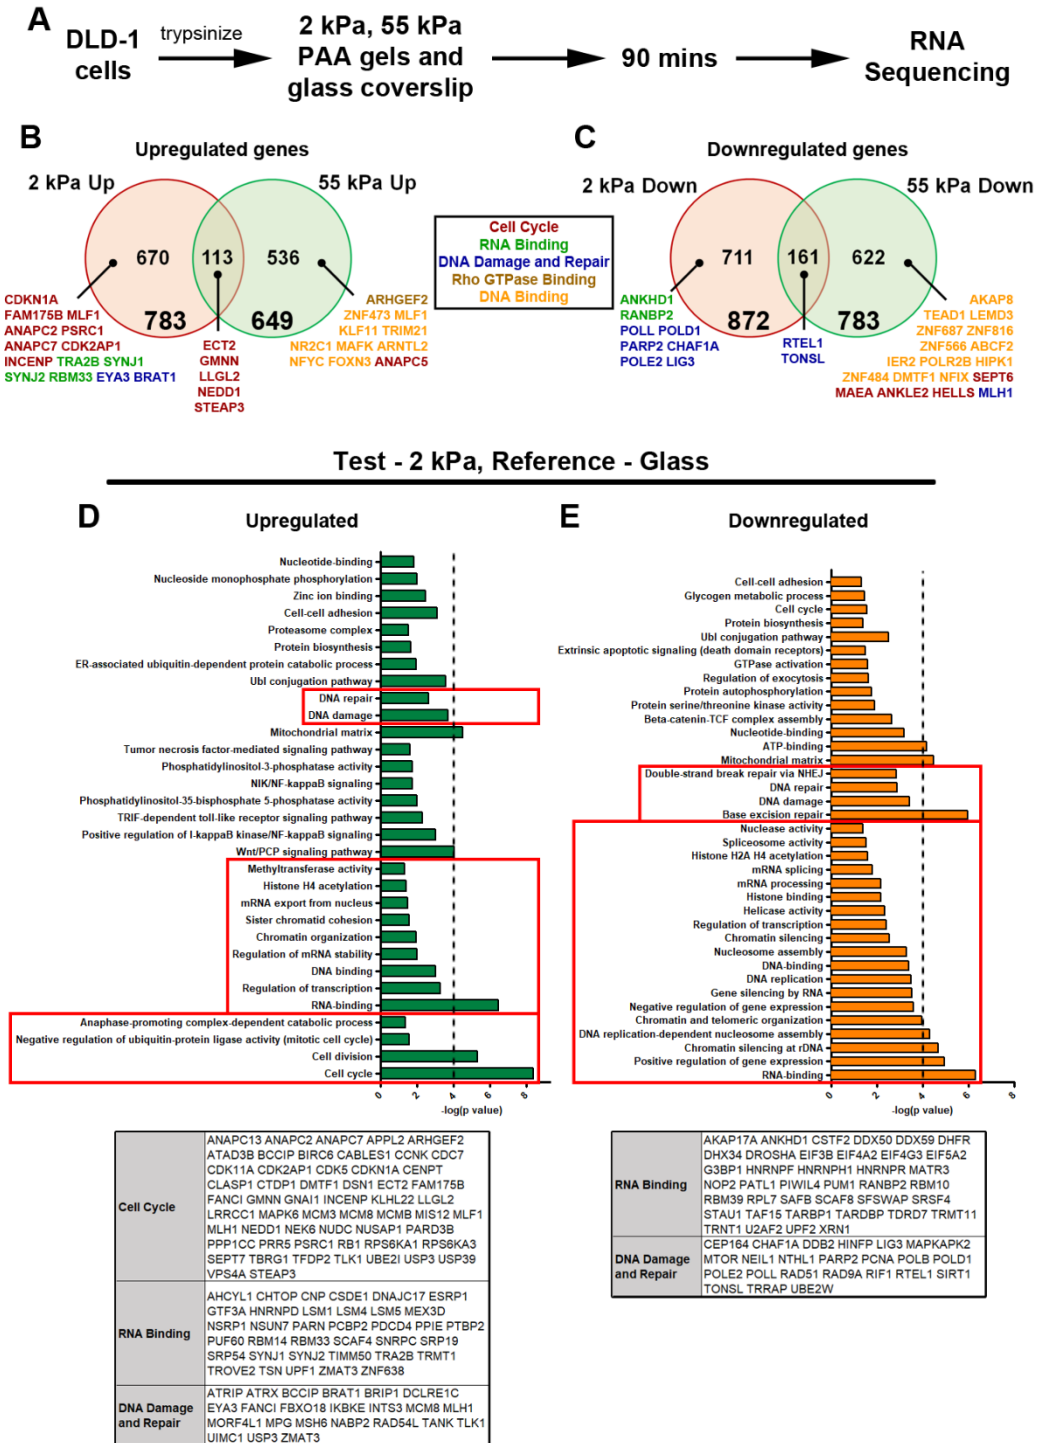 A
DLD-1
cells
trypsinize
2 kPa, 55 kPa
PAA gels and
glass coverslip
90 mins
RNA
Sequencing
B
Upregulated genes
2 kPa Up
55 kPa Up
670
113
536
783
649
CDKN1A
FAM175B MLF1
ANAPC2 PSRC1
ANAPC7 CDK2AP1
INCENP TRA2B SYNJ1
SYNJ2 RBM33 EYA3 BRAT1
ECT2
GMNN
LLGL2
NEDD1
STEAP3
ARHGEF2
ZNF473 MLF1
KLF11 TRIM21
NR2C1 MAFK ARNTL2
NFYC FOXN3 ANAPC5
Cell Cycle
RNA Binding
DNA Damage and Repair
Rho GTPase Binding
DNA Binding
C
Downregulated genes
2 kPa Down
55 kPa Down
711
161
622
872
783
ANKHD1
RANBP2
POLL POLD1
PARP2 CHAF1A
POLE2 LIG3
RTEL1
TONSL
AKAP8
TEAD1 LEMD3
ZNF687 ZNF816
ZNF566 ABCF2
IER2 POLR2B HIPK1
ZNF484 DMTF1 NFIX SEPT6
MAEA ANKLE2 HELLS MLH1
Test - 2 kPa, Reference - Glass
D
Upregulated
Nucleotide-binding
Nucleoside monophosphate phosphorylation
Zinc ion binding
Cell-cell adhesion
Proteasome complex
Protein biosynthesis
ER-associated ubiquitin-dependent protein catabolic process
Ubl conjugation pathway
DNA repair
DNA damage
Mitochondrial matrix
Tumor necrosis factor-mediated signaling pathway
Phosphatidylinositol-3-phosphate activity
NIK/NF-kappaB signaling
Phosphatidylinositol-35-bisphosphate 5-phosphatase activity
TRIF-dependent toll-like receptor signaling pathway
Positive regulation of I-kappaB kinase/NF-kappaB signaling
Wnt/PCP signaling pathway
Methyltransferase activity
Histone H4 acetylation
mRNA export from nucleus
Sister chromatid cohesion
Chromatin organization
Regulation of mRNA stability
DNA binding
Regulation of transcription
RNA-binding
Anaphase-promoting complex-dependent catabolic process
Negative regulation of ubiquitin-protein ligase activity (mitotic cell cycle)
Cell division
Cell cycle
0 2 4 6 8
-log(p value)
E
Downregulated
Cell-cell adhesion
Glycogen metabolic process
Cell cycle
Protein biosynthesis
Ubl conjugation pathway
Extrinsic apoptotic signaling (death domain receptors)
GTPase activation
Regulation of exocytosis
Protein autophosphorylation
Protein serine/threonine kinase activity
Beta-catenin-TCF complex assembly
Nucleotide-binding
ATP-binding
Mitochondrial matrix
Double-strand break repair via NHEJ
DNA repair
DNA damage
Base excision repair
Nuclease activity
Spliceosome activity
Histone H2A H4 acetylation
mRNA splicing
mRNA processing
Histone binding
Helicase activity
Regulation of transcription
Chromatin silencing
Nucleosome assembly
DNA-binding
DNA replication
Gene silencing by RNA
Negative regulation of gene expression
Chromatin and telomeric organization
DNA replication-dependent nucleosome assembly
Chromatin silencing at rDNA
Positive regulation of gene expression
RNA-binding
0 2 4 6 8
-log(p value)
Cell Cycle
ANAPC13 ANAPC2 ANAPC7 APPL2 ARHGEF2
ATAD3B BCCIP BIRC6 CABLES1 CCNK CDC7
CDK11A CDK2AP1 CDK5 CDKN1A CENPT
CLASP1 CTDP1 DMTF1 DSN1 ECT2 FAM175B
FANCI GMNN GNAI1 INCENP KLHL22 LLGL2
LRRCC1 MAPK6 MCM3 MCM8 MCMB MIS12 MLF1
MLH1 NEDD1 NEK6 NUDC NUSAP1 PARD3B
PPP1CC PRR5 PSRC1 RB1 RPS6KA1 RPS6KA3
SEPT7 TBRG1 TFDP2 TLK1 UBE2I USP3 USP39
VPS4A STEAP3
RNA Binding
AHCYL1 CHTOP CNP CSDE1 DNAJC17 ESRP1
GTF3A HNRNPD LSM1 LSM4 LSM5 MEX3D
NSRP1 NSUN7 PARN PCBP2 PDCD4 PPIE PTBP2
PUF60 RBM14 RBM33 SCAF4 SNRPC SRP19
SRP54 SYNJ1 SYNJ2 TIMM50 TRA2B TRMT1
TROVE2 TSN UPF1 ZMAT3 ZNF638
DNA Damage
and Repair
ATRIP ATRX BCCIP BRAT1 BRIP1 DCLRE1C
EYA3 FANCI FBXO18 IKBKE INTS3 MCM8 MLH1
MORF4L1 MPG MSH6 NABP2 RAD54L TANK TLK1
UIMC1 USP3 ZMAT3
RNA Binding
AKAP17A ANKHD1 CSTF2 DDX50 DDX59 DHFR
DHX34 DROSHA EIF3B EIF4A2 EIF4G3 EIF5A2
G3BP1 HNRNPF HNRNPH1 HNRNPR MATR3
NOP2 PATL1 PIWIL4 PUM1 RANBP2 RBM10
RBM39 RPL7 SAFB SCAF8 SFSWAP SRSF4
STAU1 TAF15 TARBP1 TARDBP TDRD7 TRMT11
TRNT1 U2AF2 UPF2 XRN1
DNA Damage
and Repair
CEP164 CHAF1A DDB2 HINFP LIG3 MAPKAPK2
MTOR NEIL1 NTHL1 PARP2 PCNA POLB POLD1
POLE2 POLL RAD51 RAD9A RIF1 RTEL1 SIRT1
TONSL TRRAP UBE2W